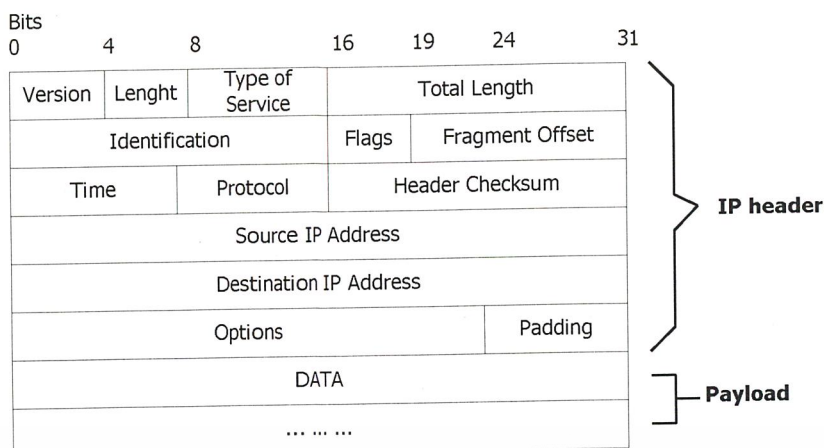 Bits
0 4 8 16 19 24 31
Version Lenght Type of Service Total Length
Identification Flags Fragment Offset
Time Protocol Header Checksum
Source IP Address
Destination IP Address
Options Padding
DATA
... ... ...
IP header
Payload